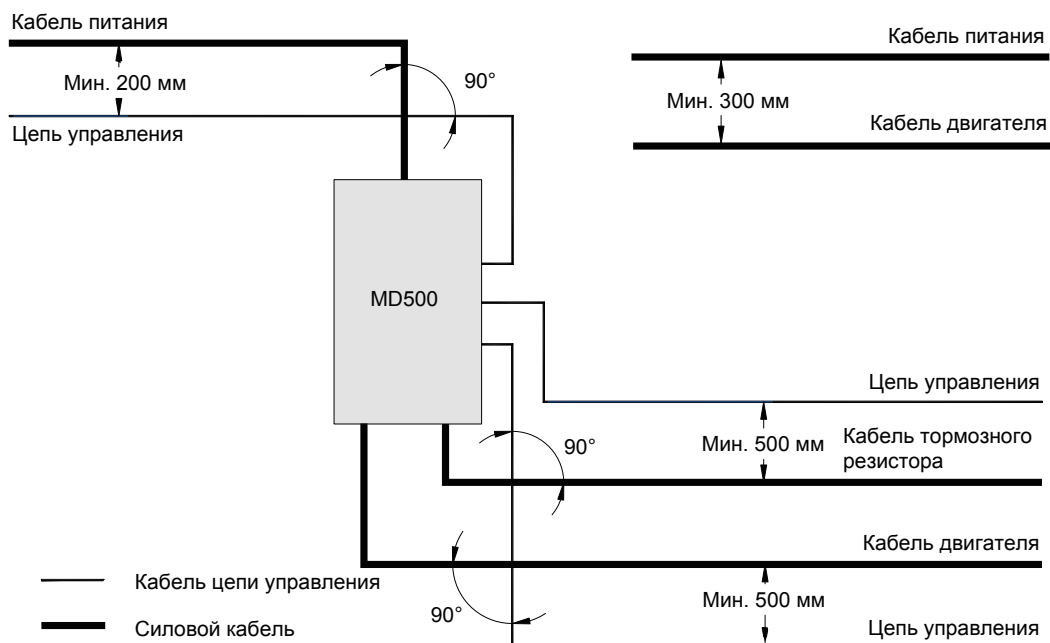 Кабель питания
Мин. 200 мм
90°
Цепь управления
Кабель питания
Мин. 300 мм
Кабель двигателя
MD500
Цепь управления
Мин. 500 мм
Кабель тормозного
резистора
90°
Кабель двигателя
Мин. 500 мм
Цепь управления
90°
Кабель цепи управления
Силовой кабель